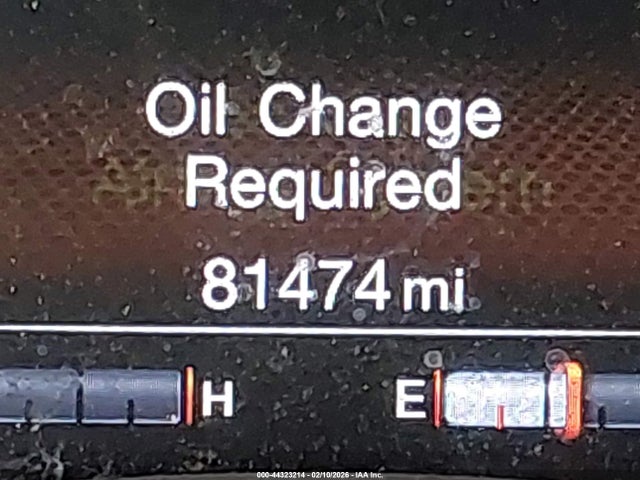 Oil Change
Required
81474 mi
H E
000-44323214 - 02/10/2026 - IAA Inc.